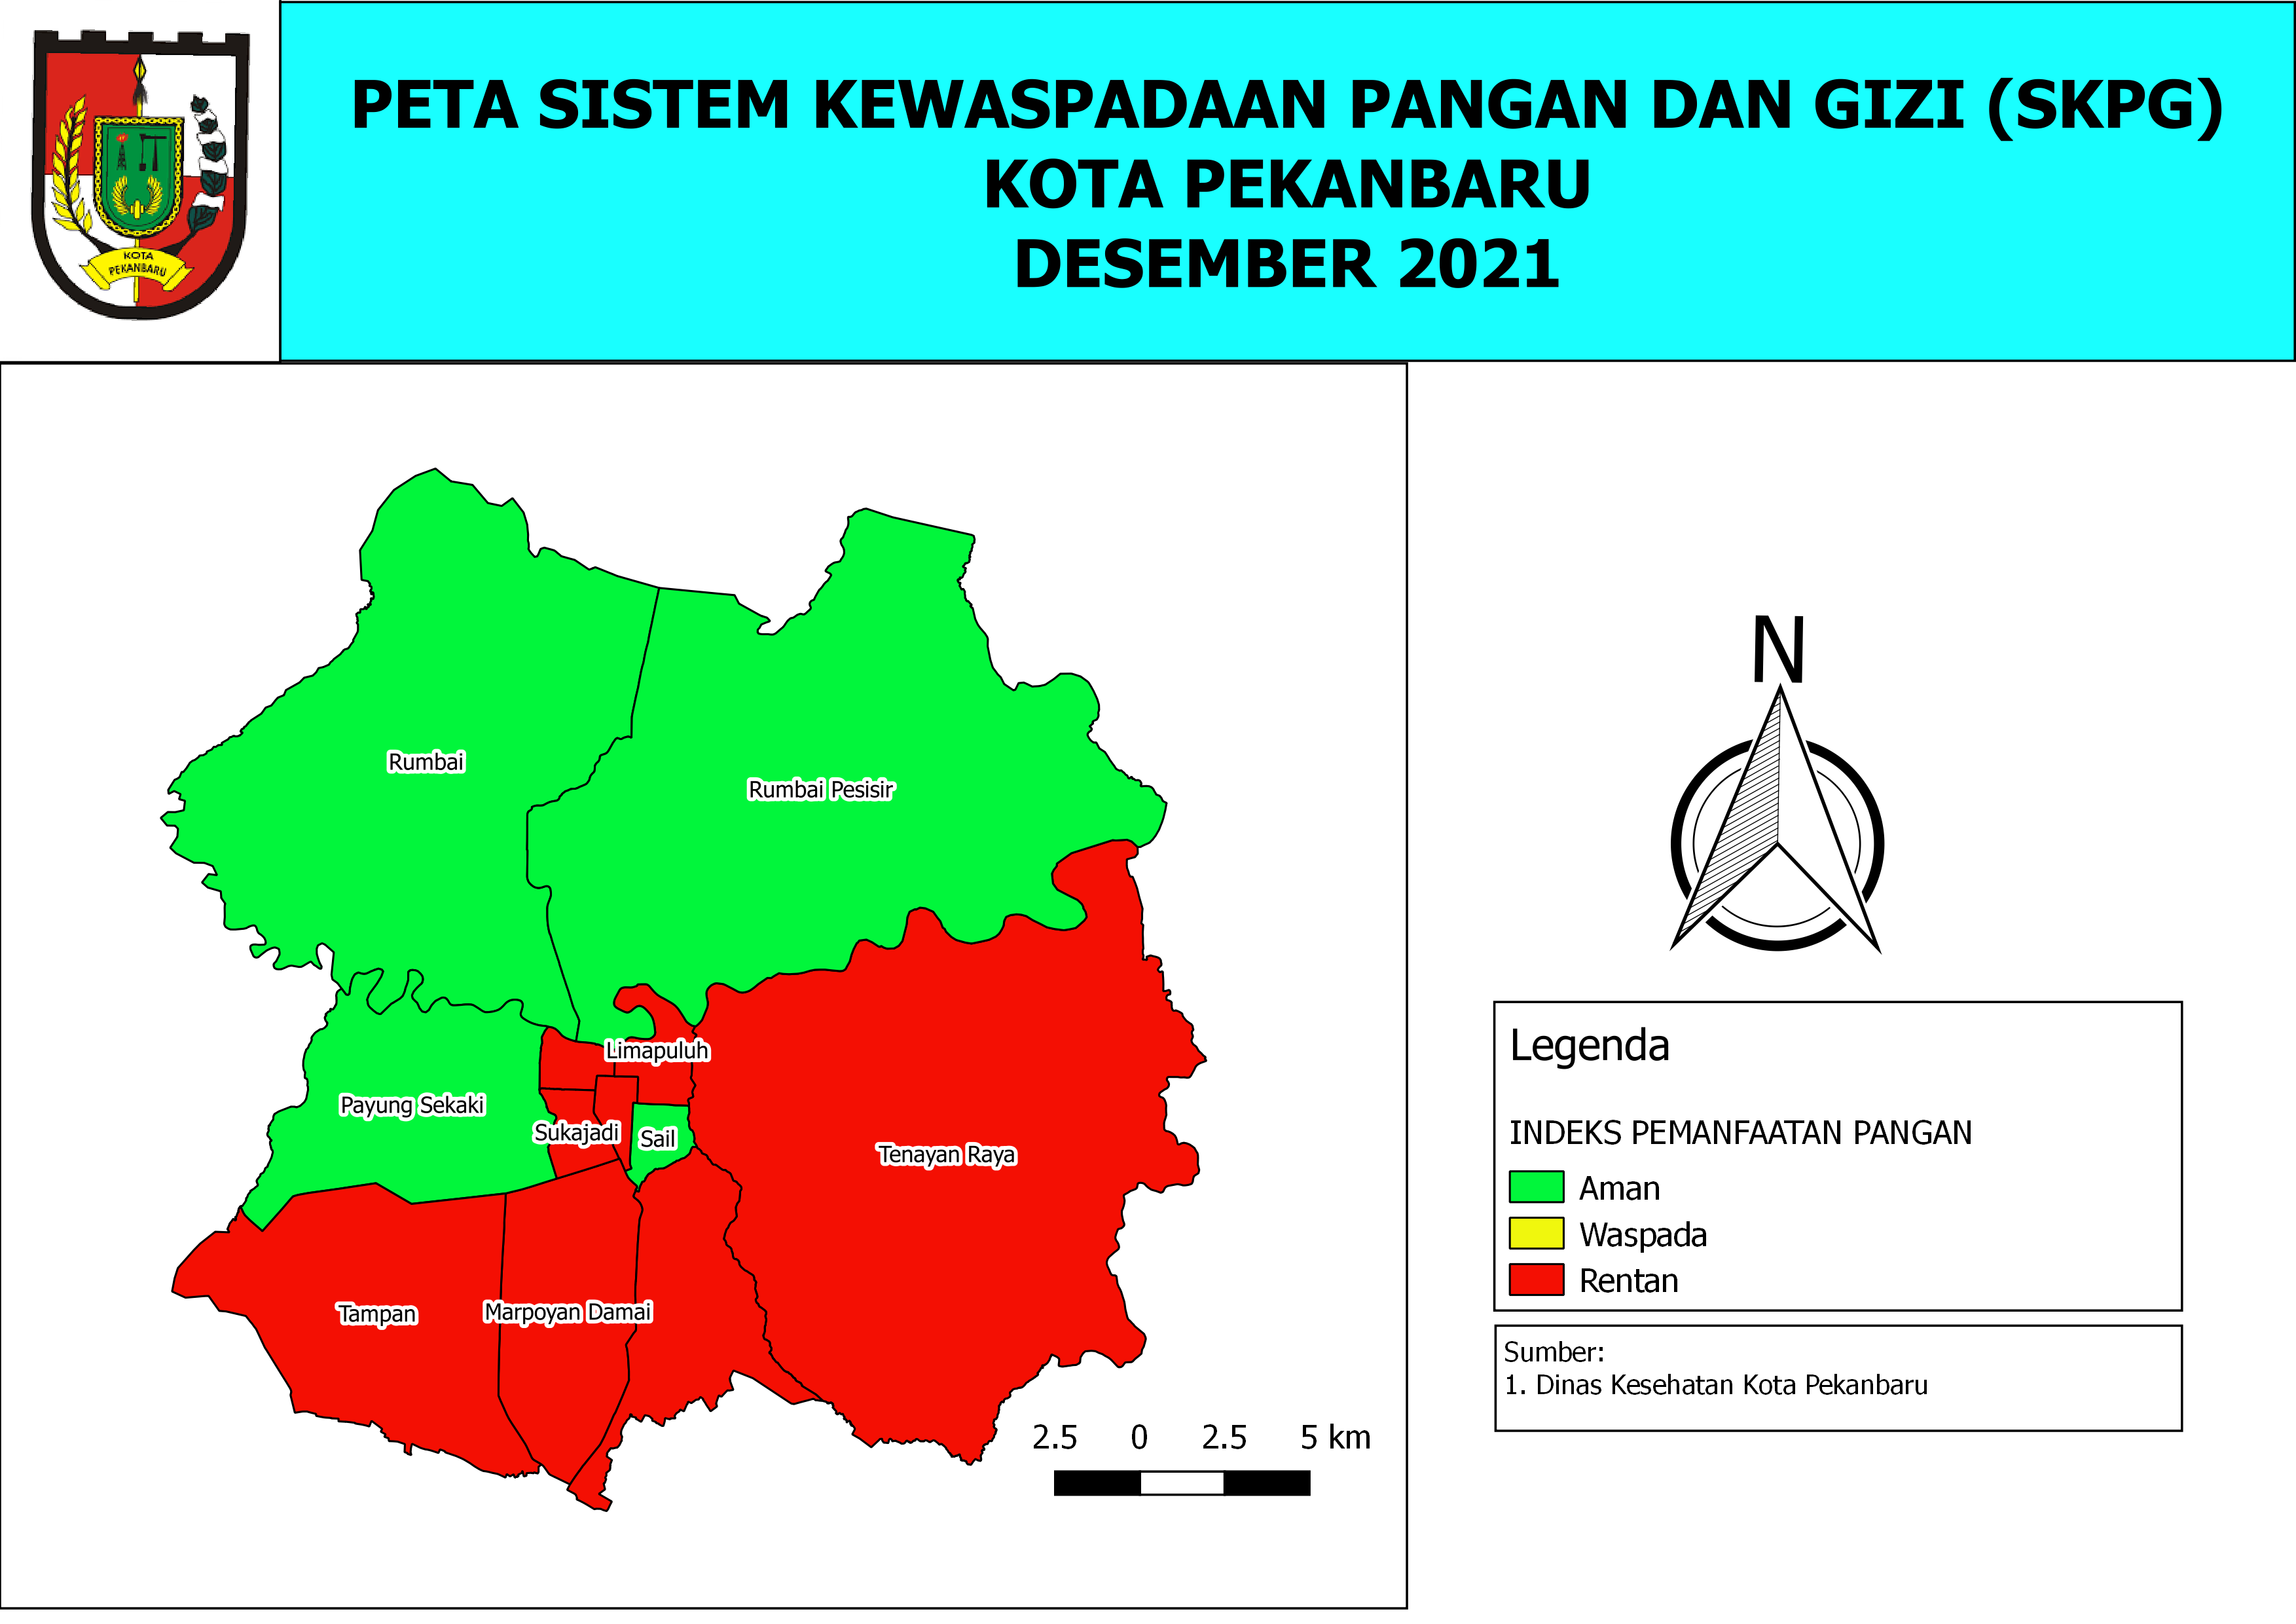 KOTA
PEKANBARU
PETA SISTEM KEWASPADAAN PANGAN DAN GIZI (SKPG)
KOTA PEKANBARU
DESEMBER 2021
Rumbai
Rumbai Pesisir
Limapuluh
Payung Sekaki
Sukajadi
Sail
Tenayan Raya
Tampan
Marpoyan Damai
2.5 0 2.5 5 km
N
Legenda
INDEKS PEMANFAATAN PANGAN
Aman
Waspada
Rentan
Sumber:
1. Dinas Kesehatan Kota Pekanbaru